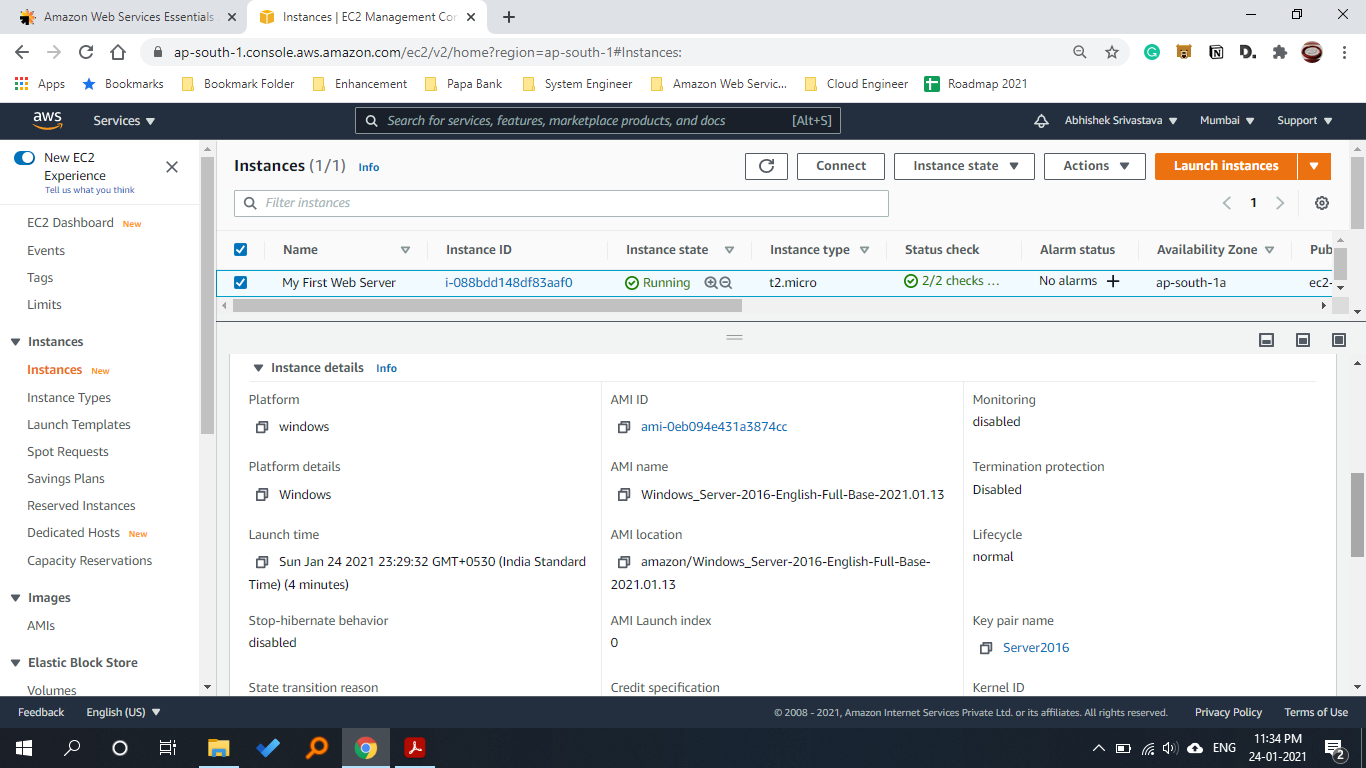 Amazon Web Services Essentials
Instances | EC2 Management Con
ap-south-1.console.aws.amazon.com/ec2/v2/home?region=ap-south-1#Instances:
Apps
Bookmarks
Bookmark Folder
Enhancement
Papa Bank
System Engineer
Amazon Web Servic...
Cloud Engineer
Roadmap 2021
aws
Services
Search for services, features, marketplace products, and docs [Alt+S]
Abhishek Srivastava
Mumbai
Support
New EC2
Experience
Tell us what you think
EC2 Dashboard New
Events
Tags
Limits
Instances
Instances New
Instance Types
Launch Templates
Spot Requests
Savings Plans
Reserved Instances
Dedicated Hosts New
Capacity Reservations
Images
AMIs
Elastic Block Store
Volumes
Instances (1/1) Info
Connect
Instance state
Actions
Launch instances
Filter instances
1
Name Instance ID Instance state Instance type Status check Alarm status Availability Zone Pub
My First Web Server i-088bdd148df83aaf0 Running t2.micro 2/2 checks ... No alarms + ap-south-1a ec2-
Instance details Info
Platform
windows
AMI ID
ami-0eb094e431a3874cc
Monitoring
disabled
Platform details
Windows
AMI name
Windows_Server-2016-English-Full-Base-2021.01.13
Termination protection
Disabled
Launch time
Sun Jan 24 2021 23:29:32 GMT+0530 (India Standard
Time) (4 minutes)
AMI location
amazon/Windows_Server-2016-English-Full-Base-
2021.01.13
Lifecycle
normal
Stop-hibernate behavior
disabled
AMI Launch index
0
Key pair name
Server2016
State transition reason
Credit specification
Kernel ID
Feedback
English (US)
© 2008 - 2021, Amazon Internet Services Private Ltd. or its affiliates. All rights reserved.
Privacy Policy
Terms of Use
ENG
11:34 PM
24-01-2021
2